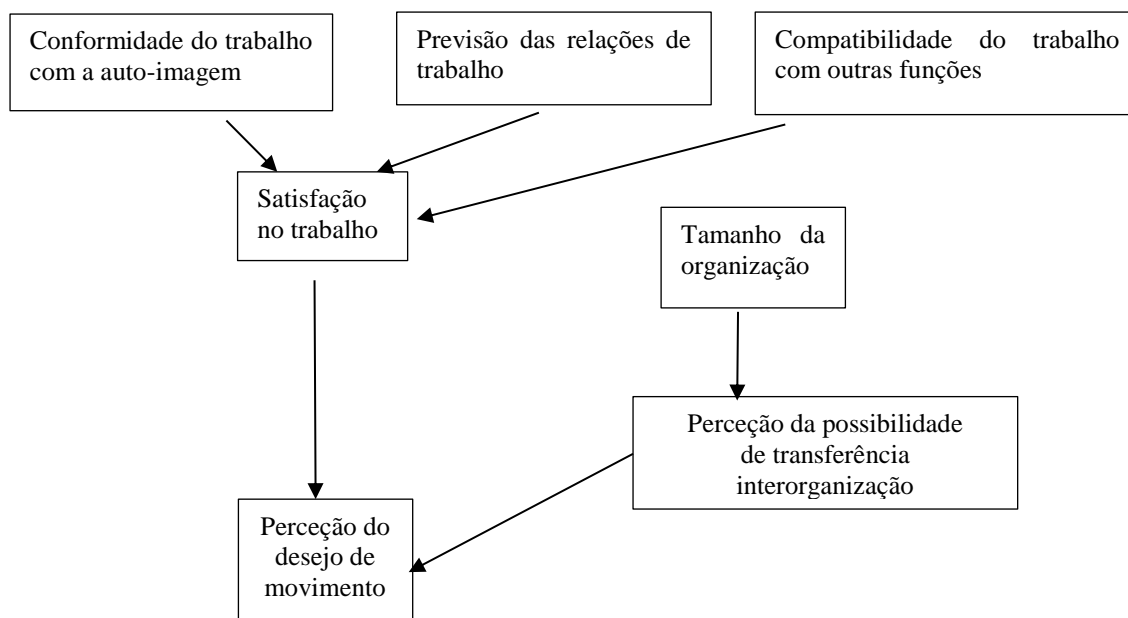 Conformidade do trabalho
com a auto-imagem
Previsão das relações de
trabalho
Compatibilidade do trabalho
com outras funções
Satisfação
no trabalho
Tamanho da
organização
Perceção da possibilidade
de transferência
interorganização
Perceção do
desejo de
movimento